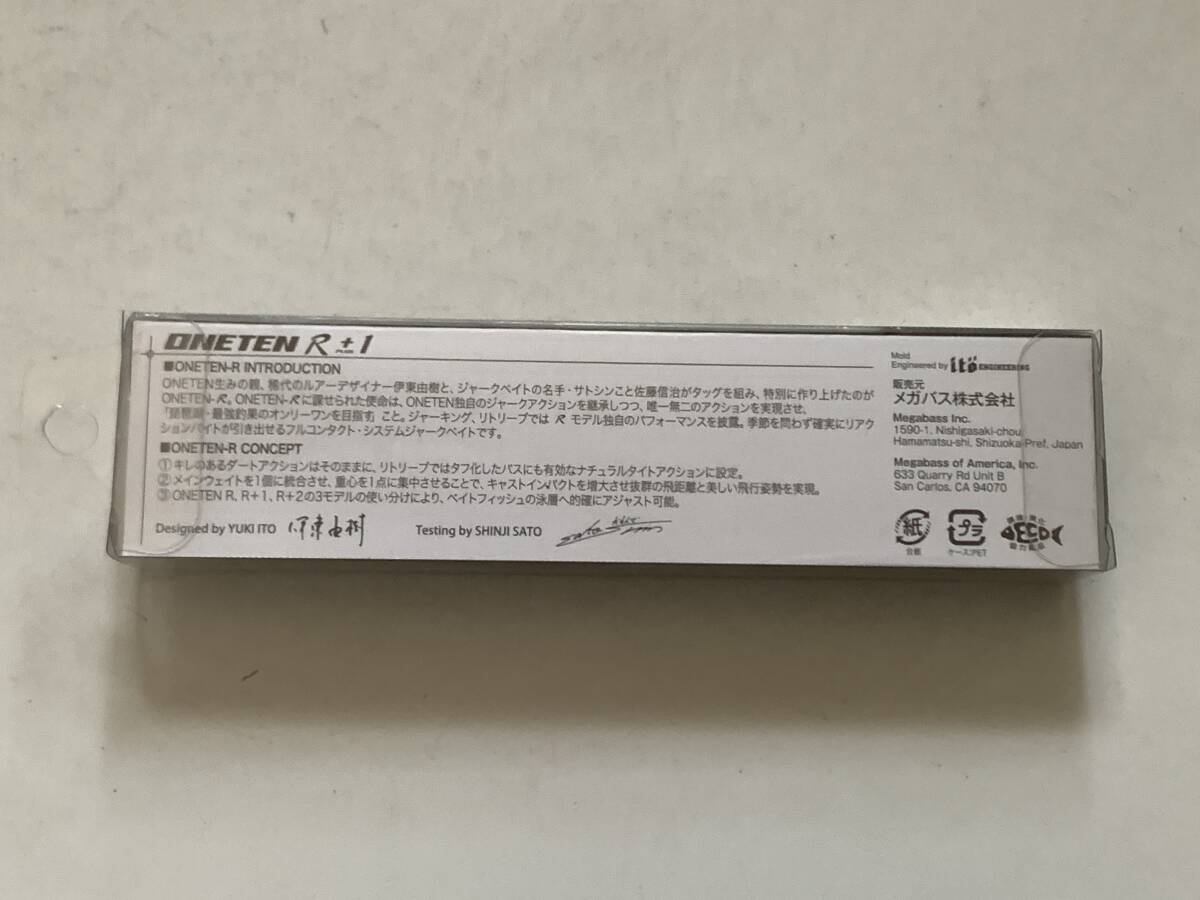 ONETEN R +1
PLUS
■ONETEN-R INTRODUCTION
ONETEN生みの親、稀代のルアーデザイナー伊東由樹と、ジャークベイトの名手・サトシンこと佐藤信治がタッグを組み、特別に作り上げたのが
ONETEN-R。ONETEN-Rに課せられた使命は、ONETEN独自のジャークアクションを継承しつつ、唯一無二のアクションを実現させ、
「琵琶湖・最強釣果のオンリーワンを目指す」こと。ジャーキング、リトリーブでは R モデル独自のパフォーマンスを披露。季節を問わず確実にリアク
ションバイトが引き出せるフルコンタクト・システムジャークベイトです。
■ONETEN-R CONCEPT
①キレのあるダートアクションはそのままに、リトリーブではタフ化したバスにも有効なナチュラルタイトアクションに設定。
②メインウェイトを1個に統合させ、重心を1点に集中させることで、キャストインパクトを増大させ抜群の飛距離と美しい飛行姿勢を実現。
③ONETEN R、R+1、R+2の3モデルの使い分けにより、ベイトフィッシュの泳層へ的確にアジャスト可能。
Designed by YUKI ITO 伊東由樹 Testing by SHINJI SATO
Mold
Engineered by itö ENGINEERING
販売元
メガバス株式会社
Megabass Inc.
1590-1, Nishigasaki-chou,
Hamamatsu-shi, Shizuoka Pref, Japan
Megabass of America, Inc.
633 Quarry Rd Unit B
San Carlos, CA 94070
紙 プラ ECO
台紙 ケース:PET